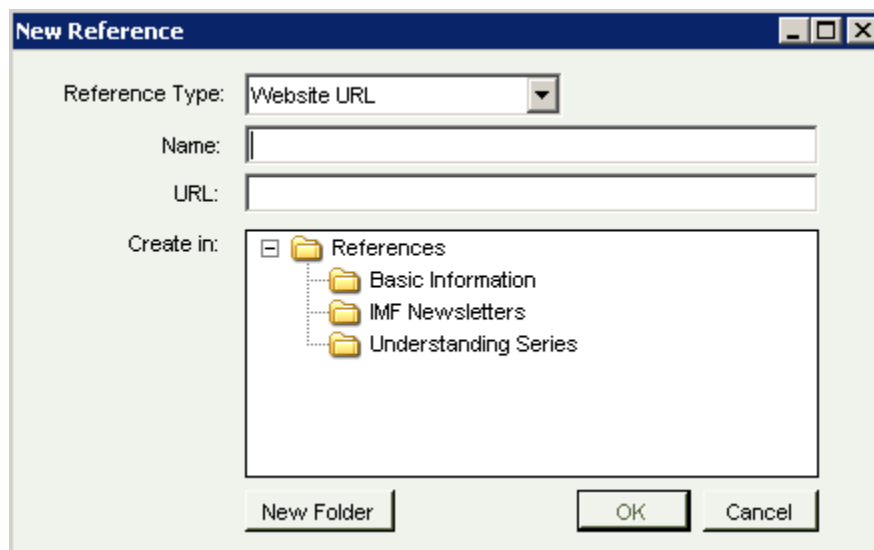 New Reference
Reference Type: Website URL
Name:
URL:
Create in: References
Basic Information
IMF Newsletters
Understanding Series
New Folder OK Cancel